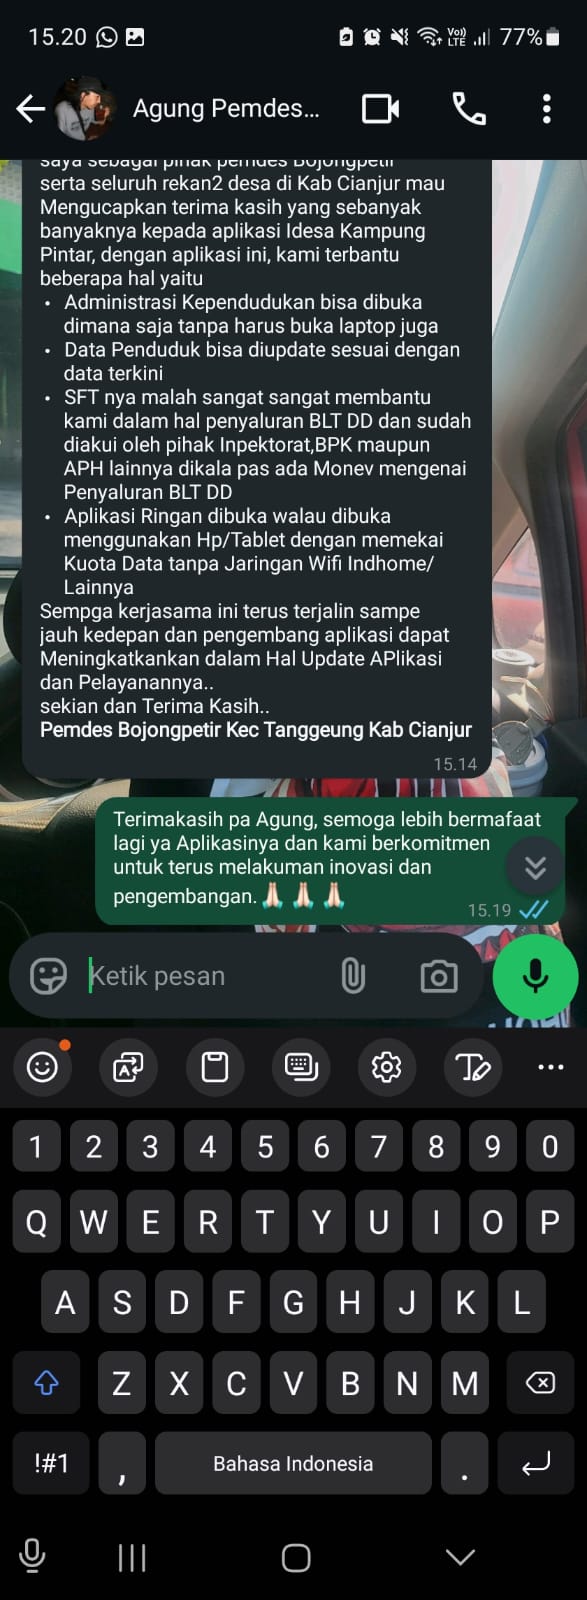 15.20
Vo))
LTE
77%
Agung Pemdes...
saya sebagai pihak pemdes Bojongpetir
serta seluruh rekan2 desa di Kab Cianjur mau
Mengucapkan terima kasih yang sebanyak
banyaknya kepada aplikasi Idesa Kampung
Pintar, dengan aplikasi ini, kami terbantu
beberapa hal yaitu
• Administrasi Kependudukan bisa dibuka
dimana saja tanpa harus buka laptop juga
• Data Penduduk bisa diupdate sesuai dengan
data terkini
• SFT nya malah sangat sangat membantu
kami dalam hal penyaluran BLT DD dan sudah
diakui oleh pihak Inpektorat,BPK maupun
APH lainnya dikala pas ada Monev mengenai
Penyaluran BLT DD
• Aplikasi Ringan dibuka walau dibuka
menggunakan Hp/Tablet dengan memekai
Kuota Data tanpa Jaringan Wifi Indhome/
Lainnya
Sempga kerjasama ini terus terjalin sampe
jauh kedepan dan pengembang aplikasi dapat
Meningkatkankan dalam Hal Update APlikasi
dan Pelayanannya..
sekian dan Terima Kasih..
Pemdes Bojongpetir Kec Tanggeung Kab Cianjur
15.14
Terimakasih pa Agung, semoga lebih bermafaat
lagi ya Aplikasinya dan kami berkomitmen
untuk terus melakuman inovasi dan
pengembangan.🙏🏻🙏🏻🙏🏻
15.19
Ketik pesan
1 2 3 4 5 6 7 8 9 0
Q W E R T Y U I O P
A S D F G H J K L
Z X C V B N M
!#1 , Bahasa Indonesia .